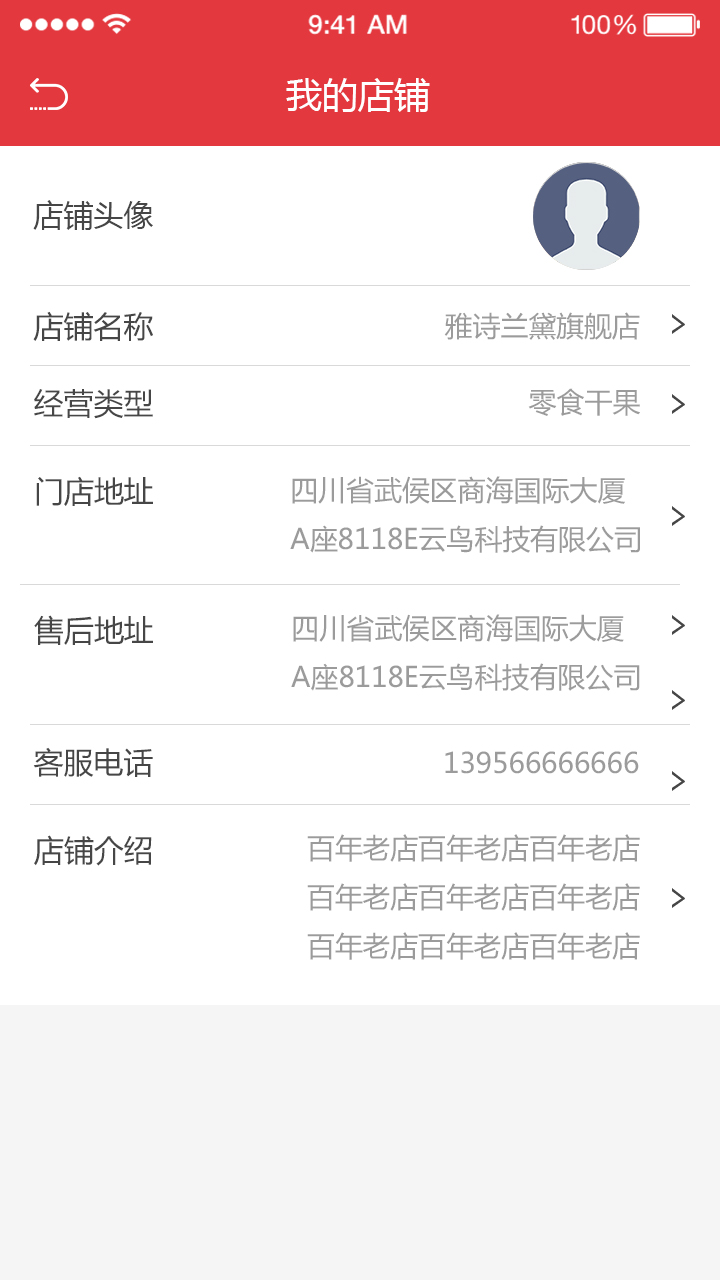 9:41 AM
100%
我的店铺
店铺头像
店铺名称
雅诗兰黛旗舰店
经营类型
零食干果
门店地址
四川省武侯区商海国际大厦
A座8118E云鸟科技有限公司
售后地址
四川省武侯区商海国际大厦
A座8118E云鸟科技有限公司
客服电话
139566666666
店铺介绍
百年老店百年老店百年老店
百年老店百年老店百年老店
百年老店百年老店百年老店